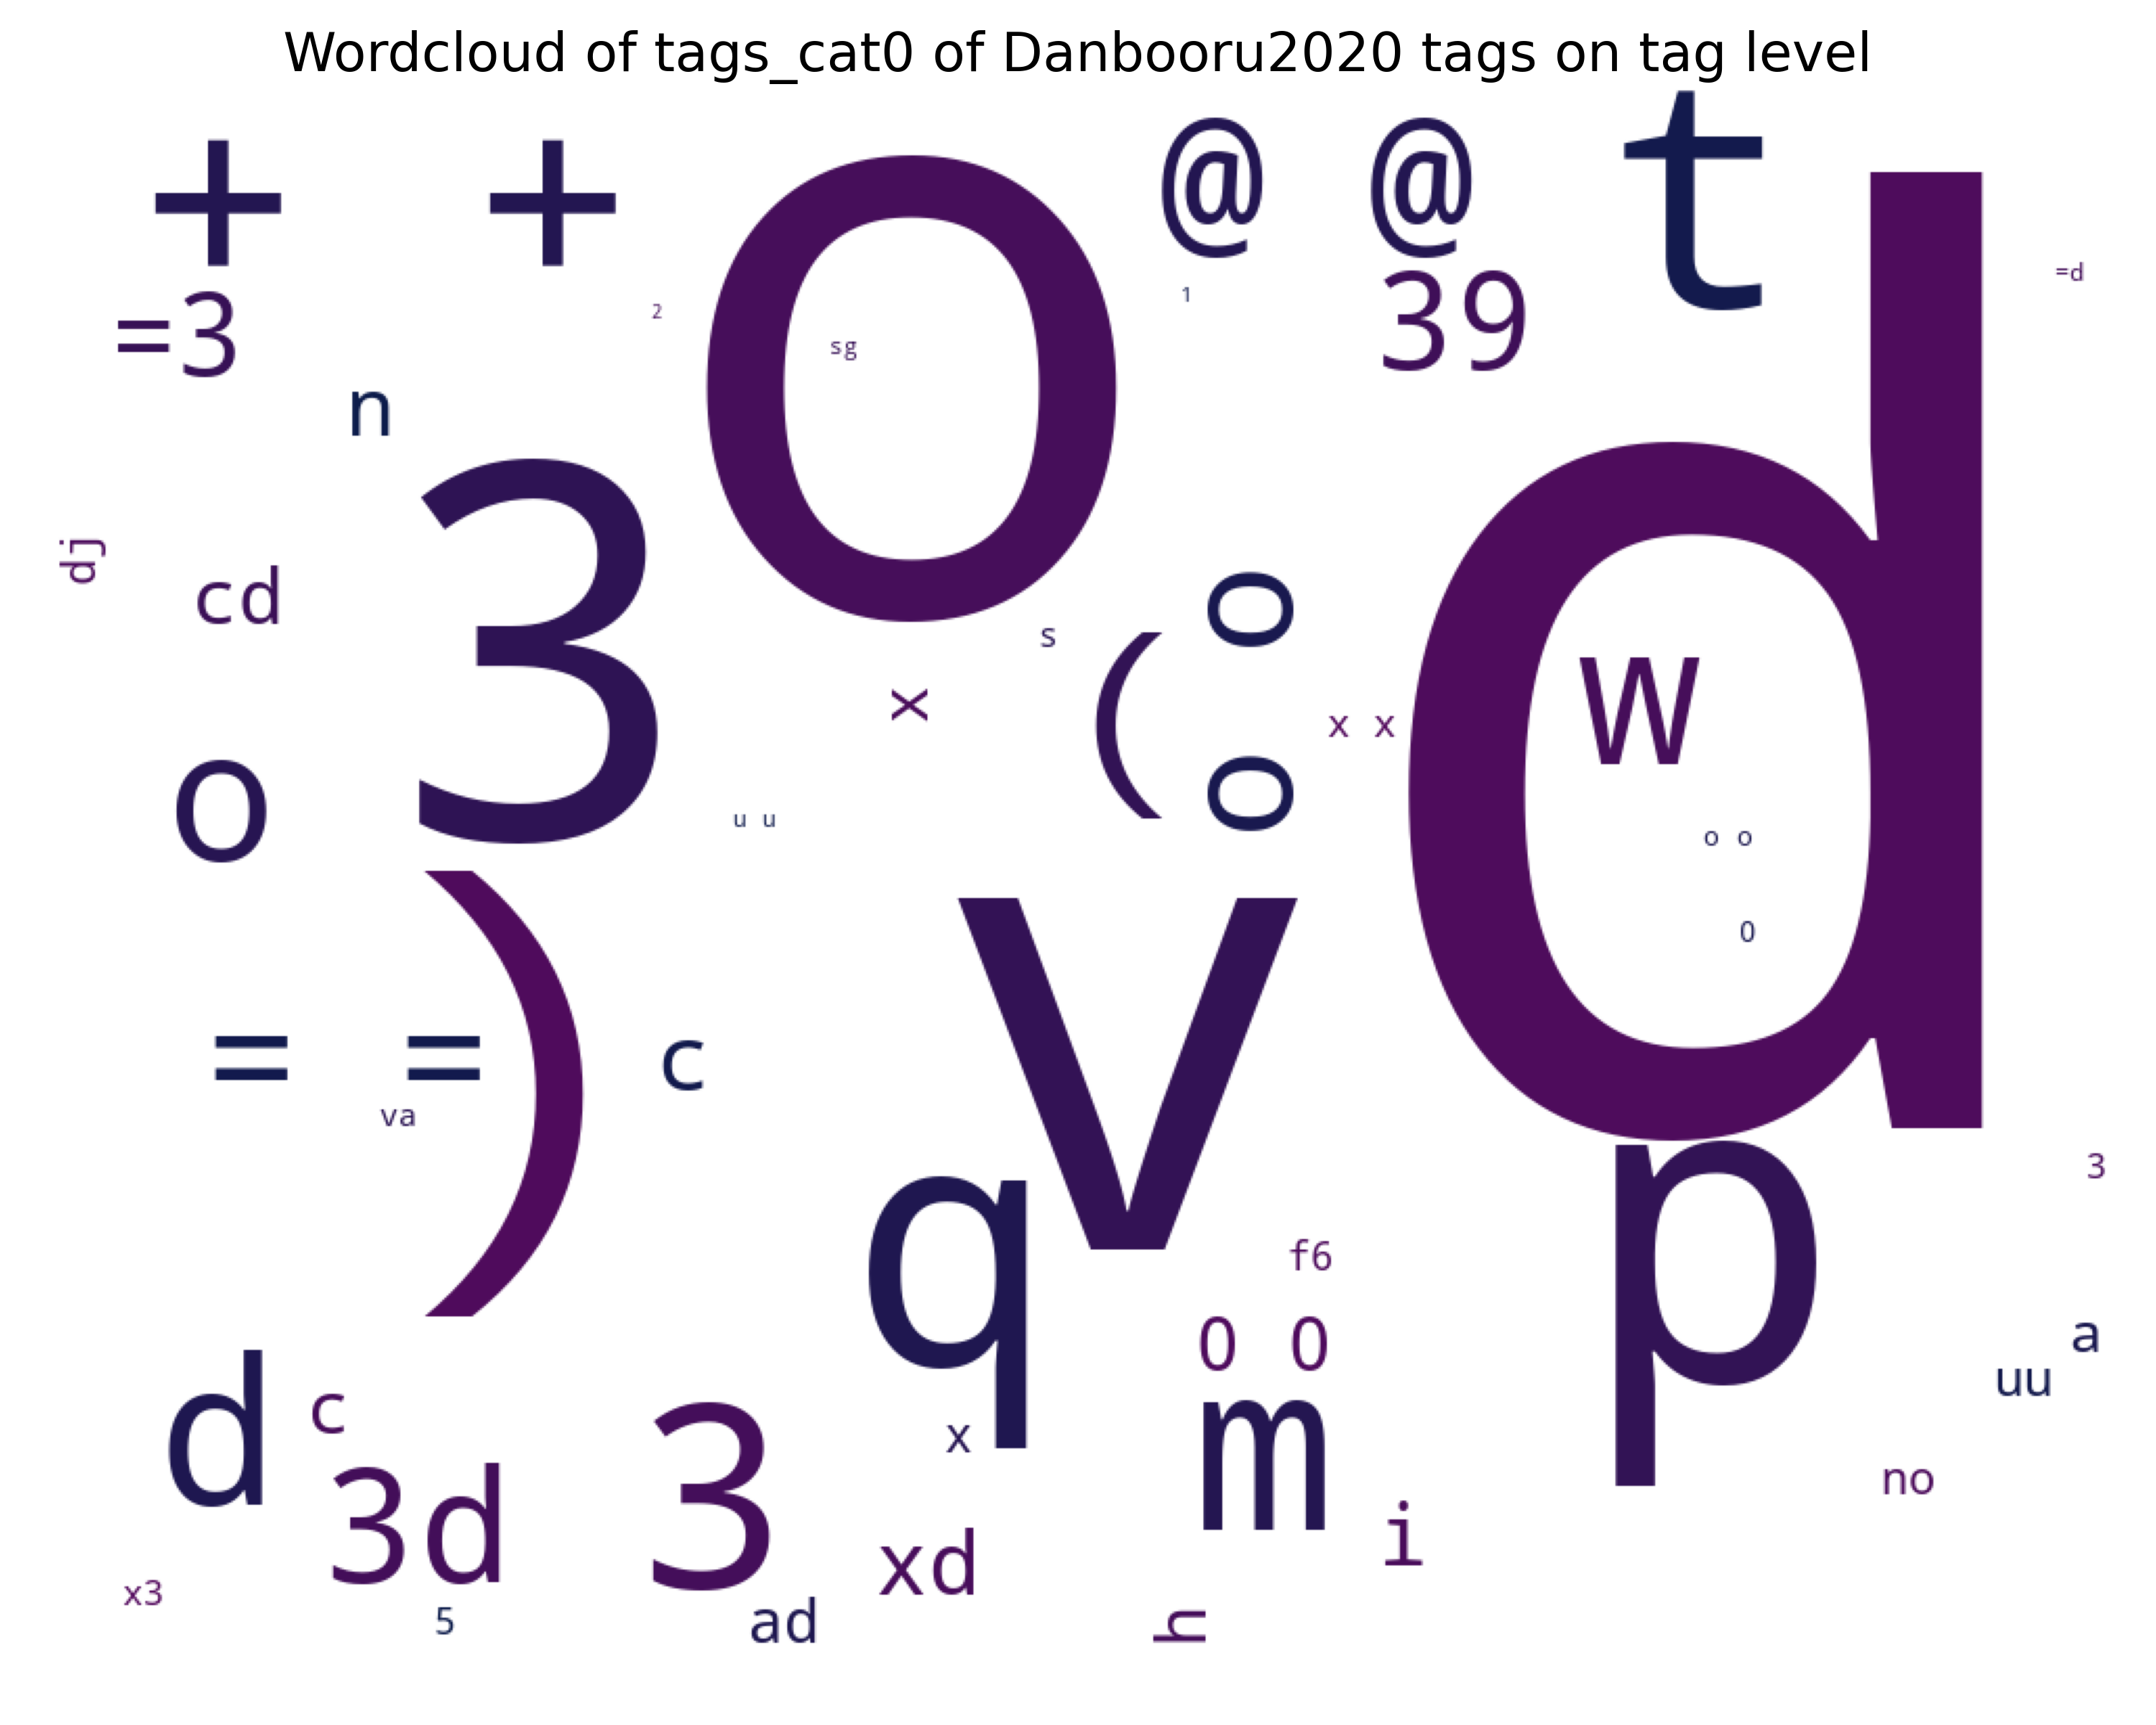 Wordcloud of tags_cat0 of Danbooru2020 tags on tag level
+ +
o
@ @
t
d
=d
=3
2
1
39
sg
n
3
dj
cd
o o
s
(
x
x x
w
o
u u
o o
0
)
v
= =
c
va
q
p
3
f6
0 0
a
uu
d
c
3
x
m
no
3d
i
xd
x3
5
ad
h